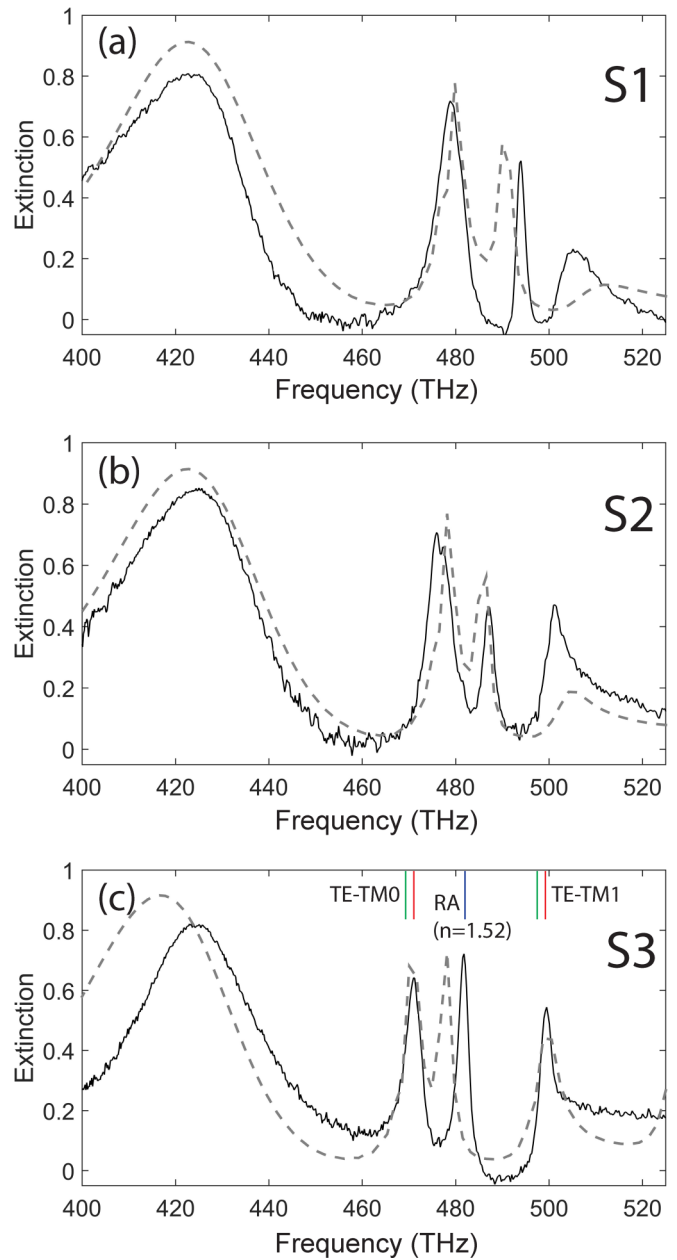 (a)
S1
1
0.8
0.6
0.4
0.2
0
Extinction
400 420 440 460 480 500 520
Frequency (THz)
(b)
S2
1
0.8
0.6
0.4
0.2
0
Extinction
400 420 440 460 480 500 520
Frequency (THz)
(c)
TE-TM0
RA
(n=1.52)
TE-TM1
S3
1
0.8
0.6
0.4
0.2
0
Extinction
400 420 440 460 480 500 520
Frequency (THz)